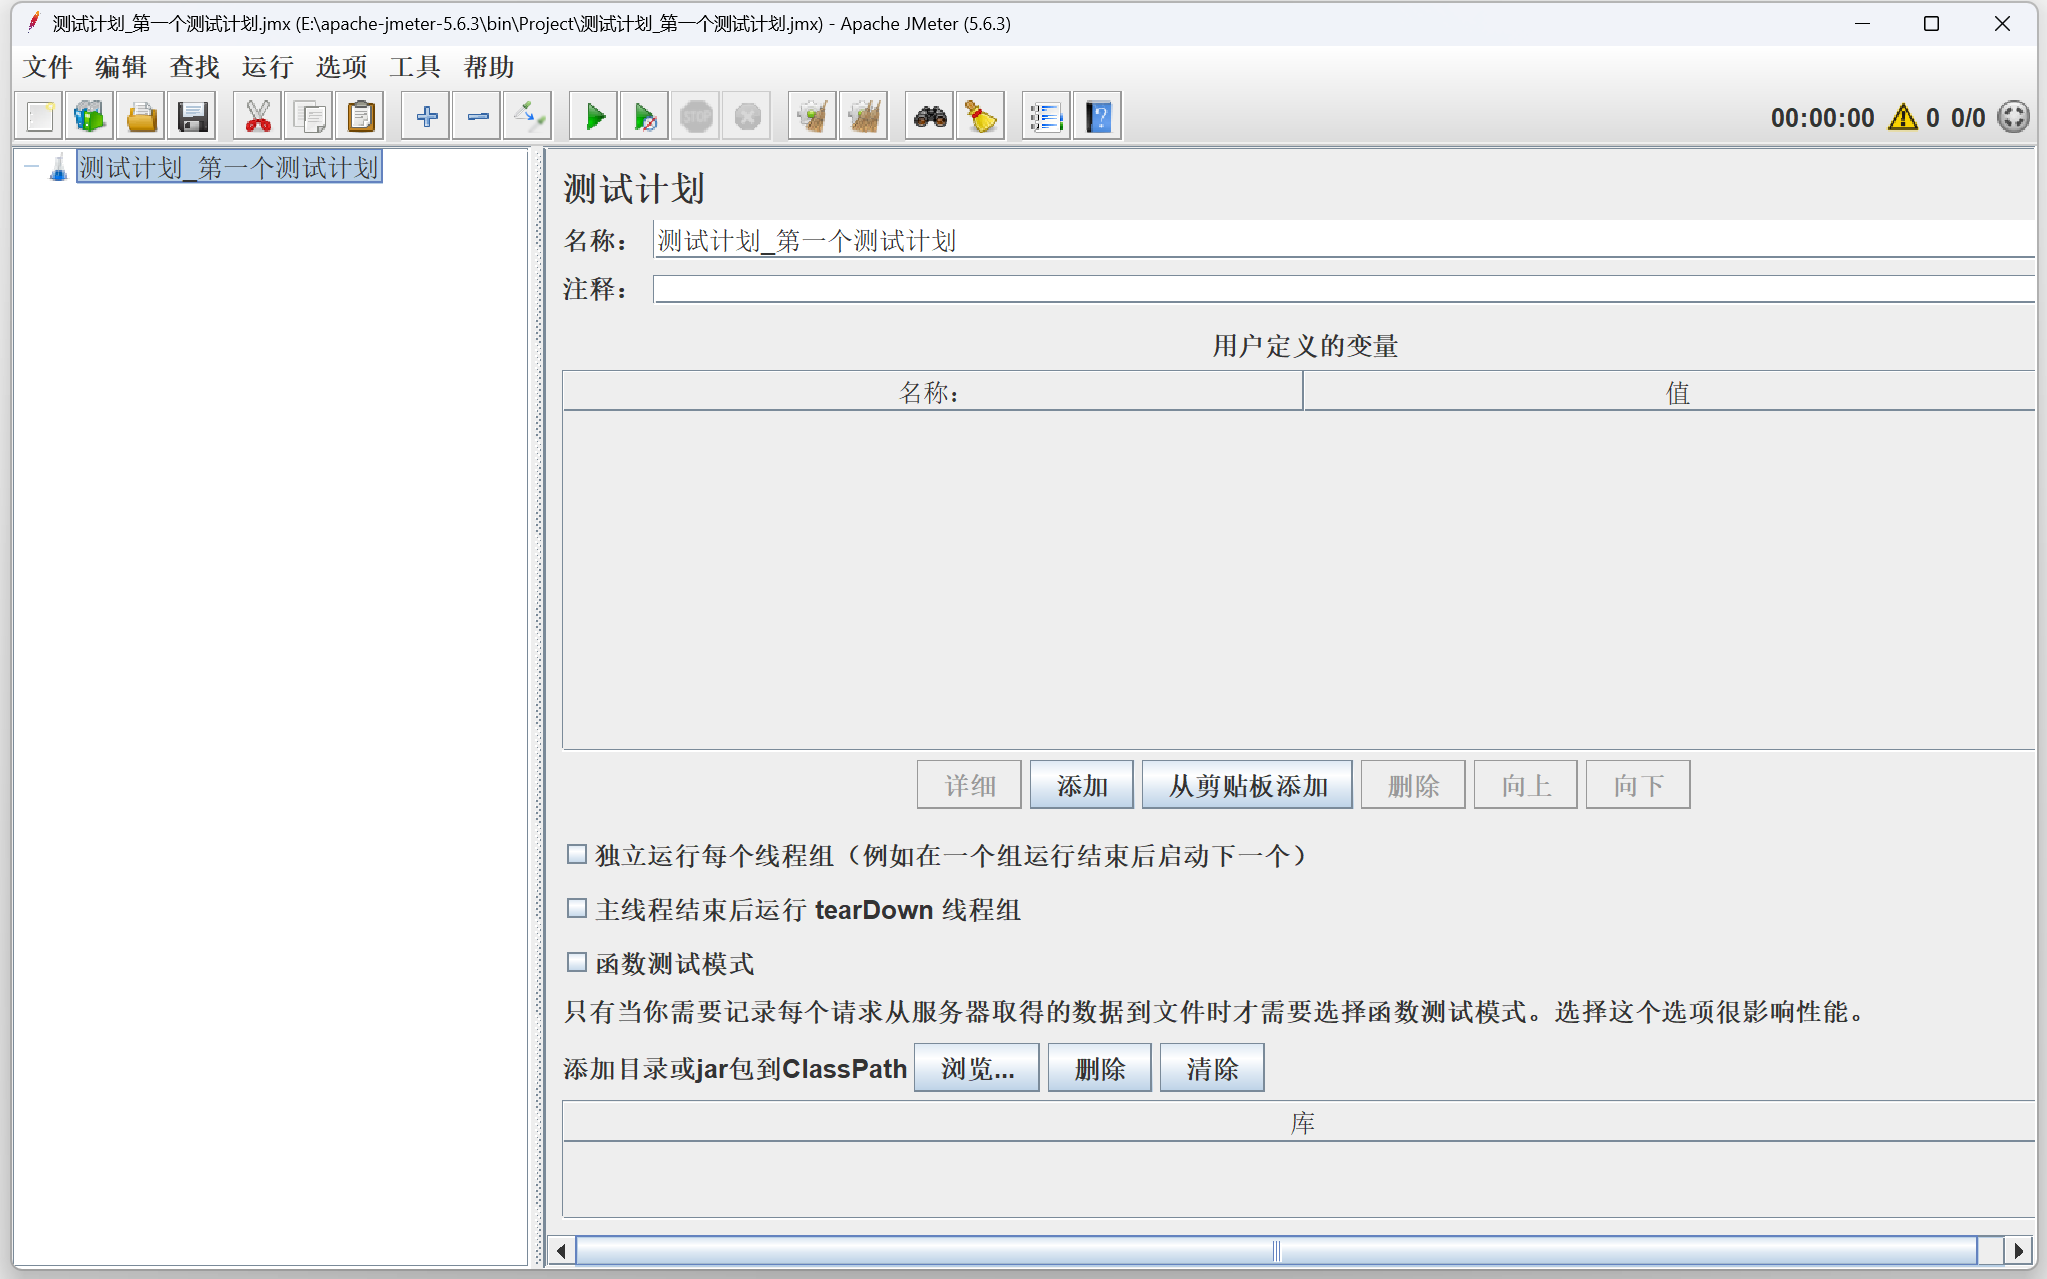 测试计划_第一个测试计划.jmx (E:\apache-jmeter-5.6.3\bin\Project\测试计划_第一个测试计划.jmx) - Apache JMeter (5.6.3)
文件 编辑 查找 运行 选项 工具 帮助
STOP
00:00:00 0 0/0
测试计划_第一个测试计划
测试计划
名称： 测试计划_第一个测试计划
注释：
用户定义的变量
名称： 值
详细 添加 从剪贴板添加 删除 向上 向下
独立运行每个线程组（例如在一个组运行结束后启动下一个）
主线程结束后运行 tearDown 线程组
函数测试模式
只有当你需要记录每个请求从服务器取得的数据到文件时才需要选择函数测试模式。选择这个选项很影响性能。
添加目录或jar包到ClassPath 浏览... 删除 清除
库